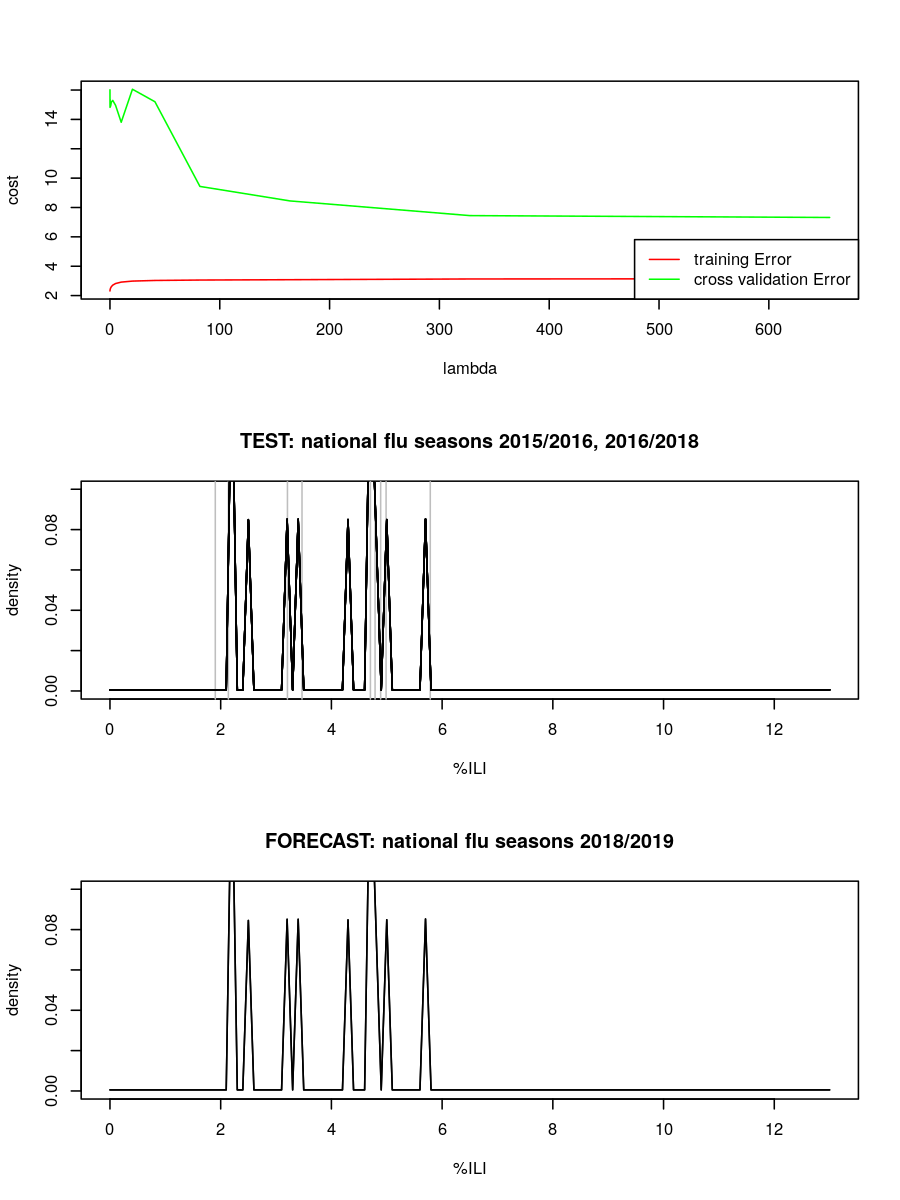 14
10
8
6
4
2
cost
training Error
cross validation Error
0 100 200 300 400 500 600
lambda
TEST: national flu seasons 2015/2016, 2016/2018
0.08
0.04
0.00
density
0 2 4 6 8 10 12
%ILI
FORECAST: national flu seasons 2018/2019
0.08
0.04
0.00
density
0 2 4 6 8 10 12
%ILI